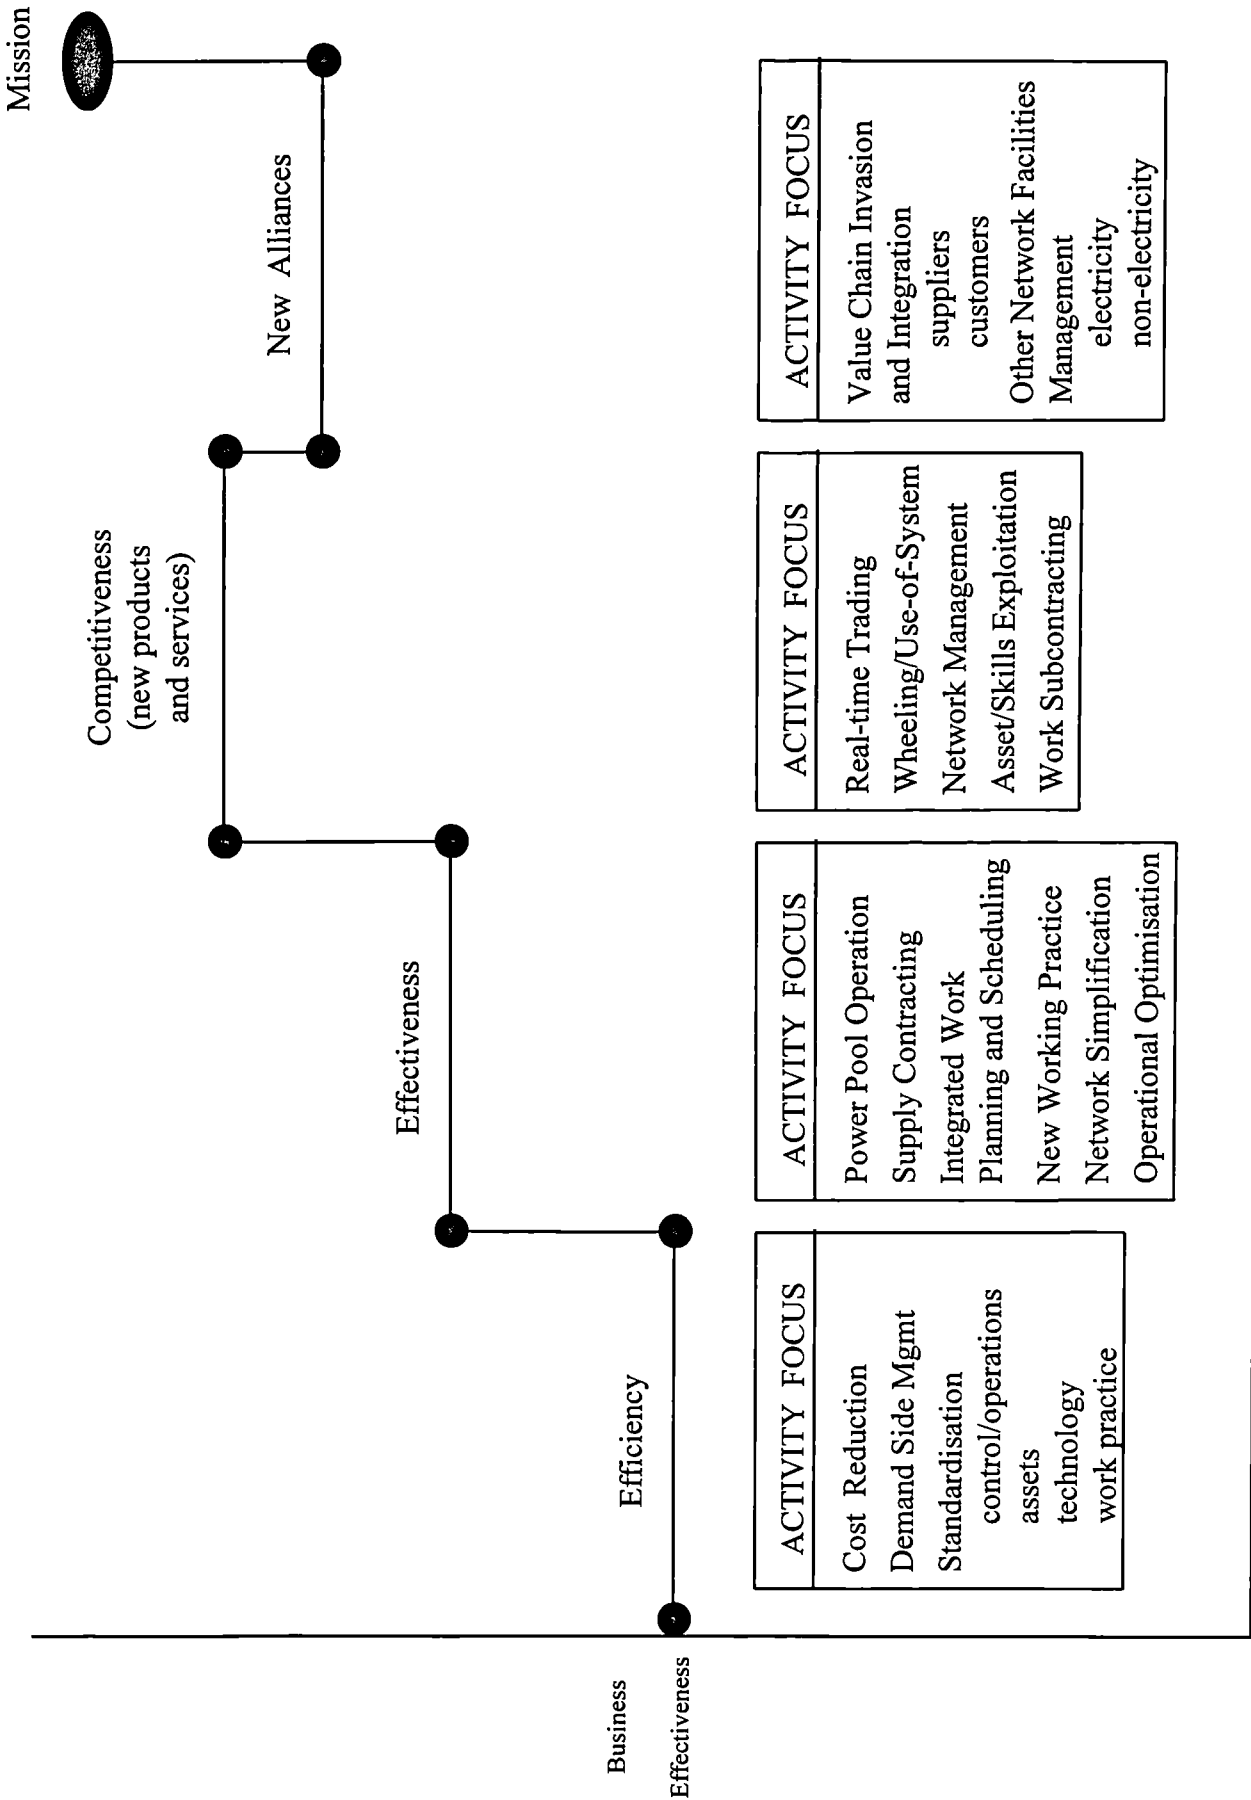 Mission
New Alliances
Competitiveness
(new products
and services)
Effectiveness
Efficiency
Business
Effectiveness
ACTIVITY FOCUS
Cost Reduction
Demand Side Mgmt
Standardisation
control/operations
assets
technology
work practice
ACTIVITY FOCUS
Power Pool Operation
Supply Contracting
Integrated Work
Planning and Scheduling
New Working Practice
Network Simplification
Operational Optimisation
ACTIVITY FOCUS
Real-time Trading
Wheeling/Use-of-System
Network Management
Asset/Skills Exploitation
Work Subcontracting
ACTIVITY FOCUS
Value Chain Invasion
and Integration
suppliers
customers
Other Network Facilities
Management
electricity
non-electricity